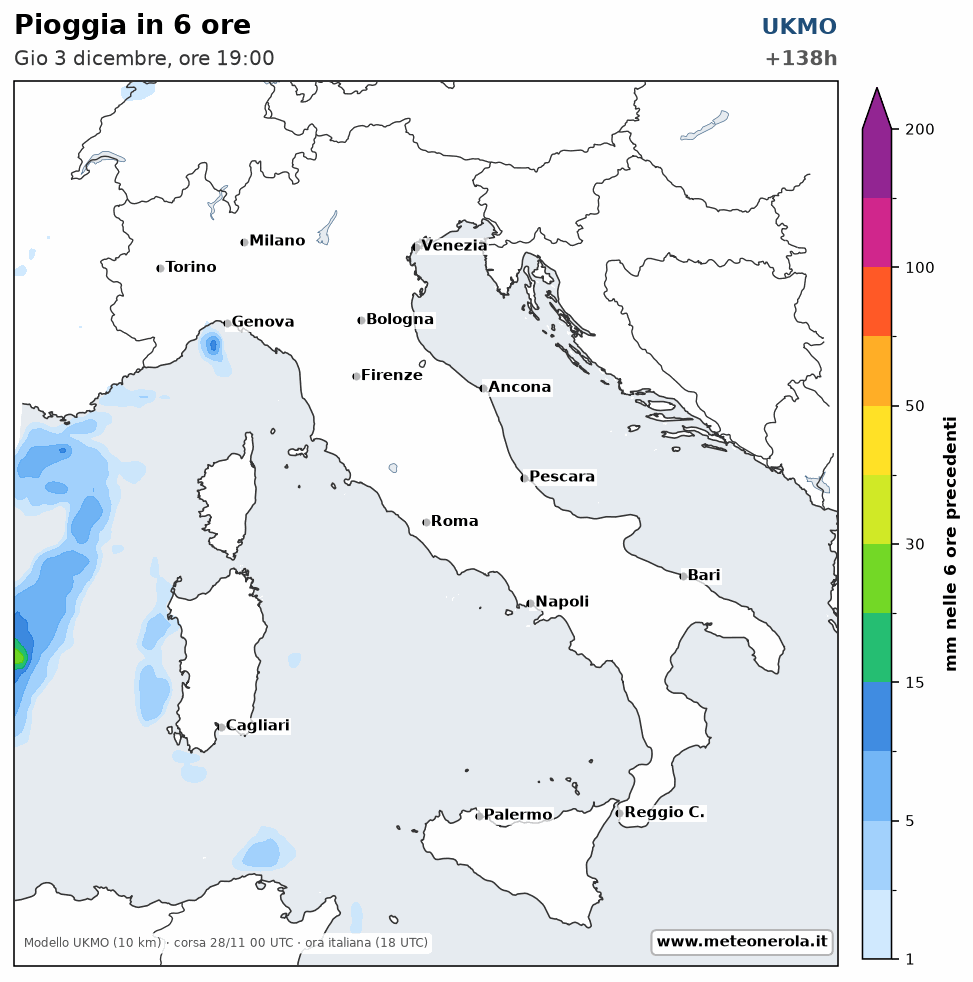 Pioggia in 6 ore
UKMO
Gio 3 dicembre, ore 19:00
+138h
200
Milano
Venezia
Torino
100
Genova
Bologna
Firenze
Ancona
50
Pescara
Roma
30
Bari
Napoli
15
Cagliari
Palermo
Reggio C.
5
mm nelle 6 ore precedenti
Modello UKMO (10 km) · corsa 28/11 00 UTC · ora italiana (18 UTC)
www.meteonerola.it
1